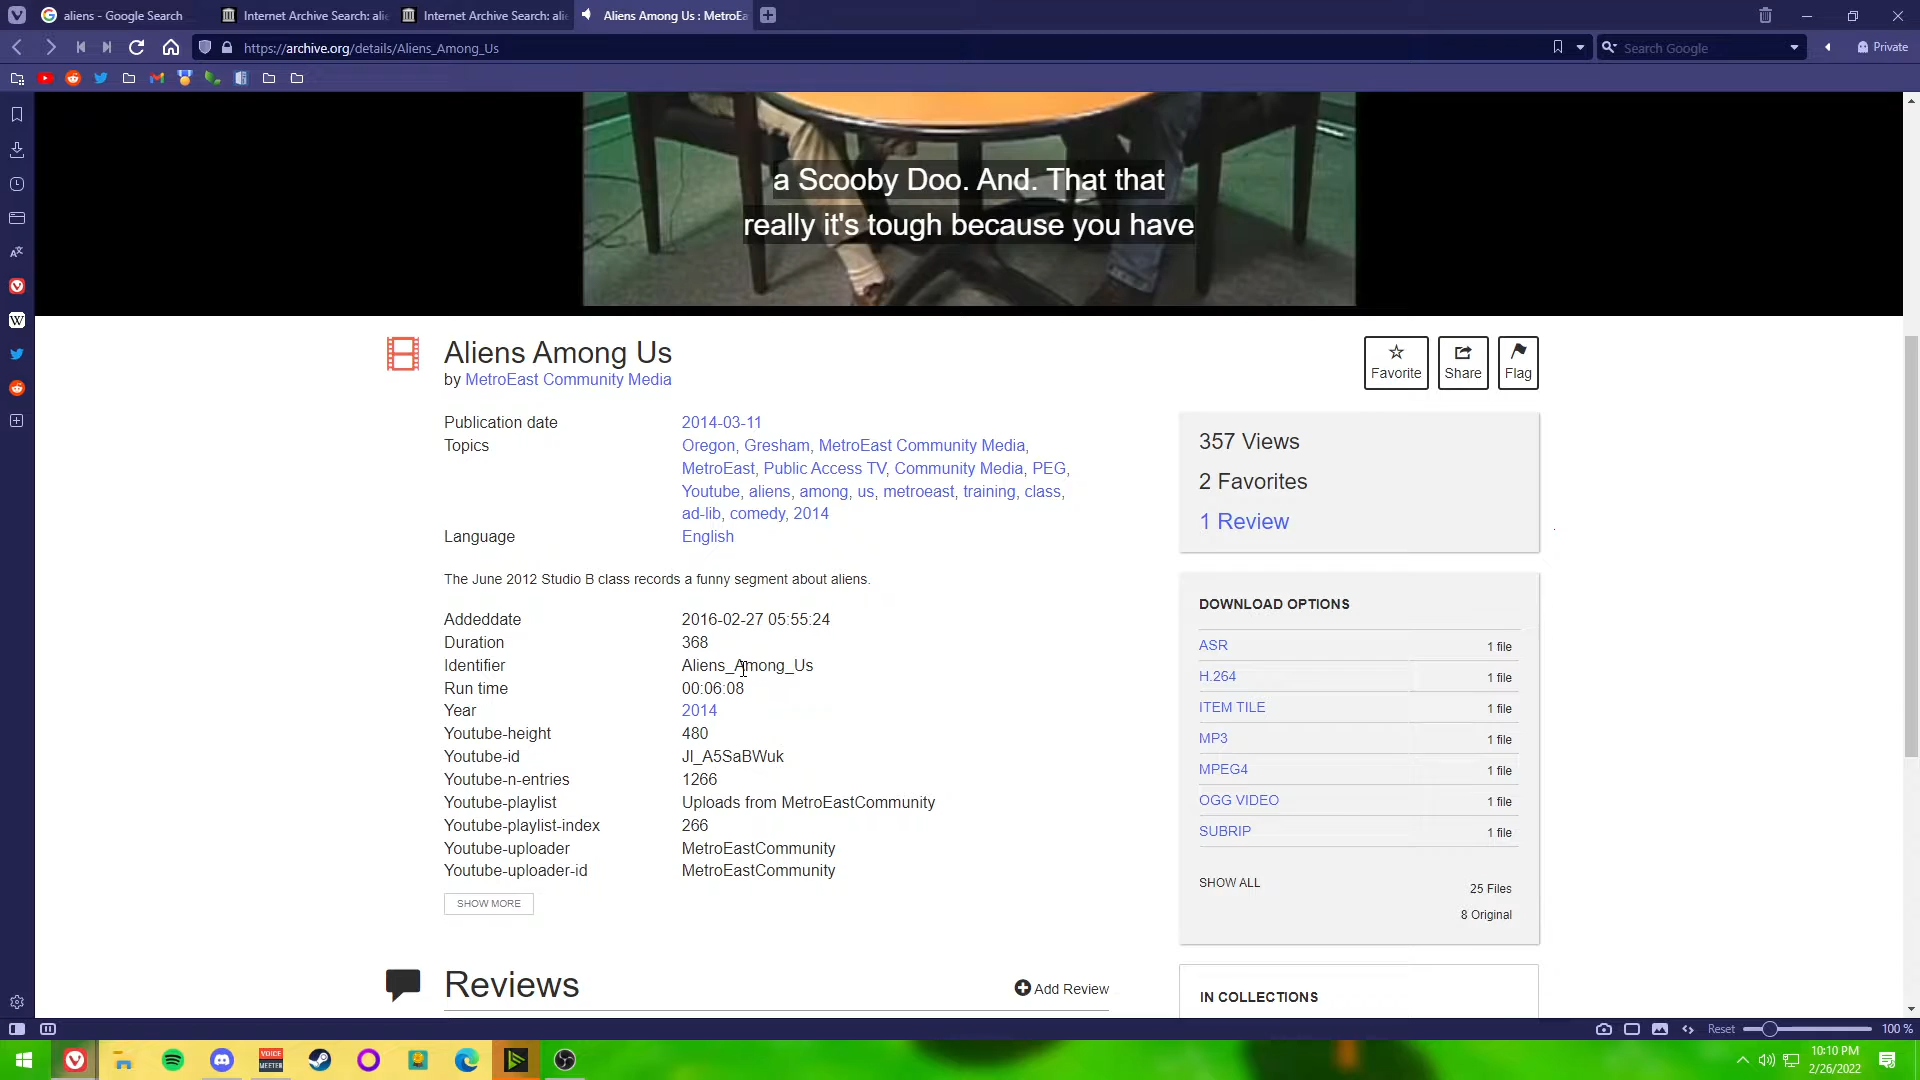 aliens - Google Search
Internet Archive Search: ali
Internet Archive Search: ali
Aliens Among Us : MetroEa
https://archive.org/details/Aliens_Among_Us
Search Google
Private
a Scooby Doo. And. That that
really it's tough because you have
Aliens Among Us
by MetroEast Community Media
Favorite
Share
Flag
Publication date 2014-03-11
Topics Oregon, Gresham, MetroEast Community Media,
MetroEast, Public Access TV, Community Media, PEG,
Youtube, aliens, among, us, metroeast, training, class,
ad-lib, comedy, 2014
Language English
The June 2012 Studio B class records a funny segment about aliens.
Addeddate 2016-02-27 05:55:24
Duration 368
Identifier Aliens_Among_Us
Run time 00:06:08
Year 2014
Youtube-height 480
Youtube-id JI_A5SaBWuk
Youtube-n-entries 1266
Youtube-playlist Uploads from MetroEastCommunity
Youtube-playlist-index 266
Youtube-uploader MetroEastCommunity
Youtube-uploader-id MetroEastCommunity
SHOW MORE
Reviews
Add Review
357 Views
2 Favorites
1 Review
DOWNLOAD OPTIONS
ASR 1 file
H.264 1 file
ITEM TILE 1 file
MP3 1 file
MPEG4 1 file
OGG VIDEO 1 file
SUBRIP 1 file
SHOW ALL 25 Files
8 Original
IN COLLECTIONS
Reset 100 %
VOICE
MEETER
10:10 PM
2/26/2022